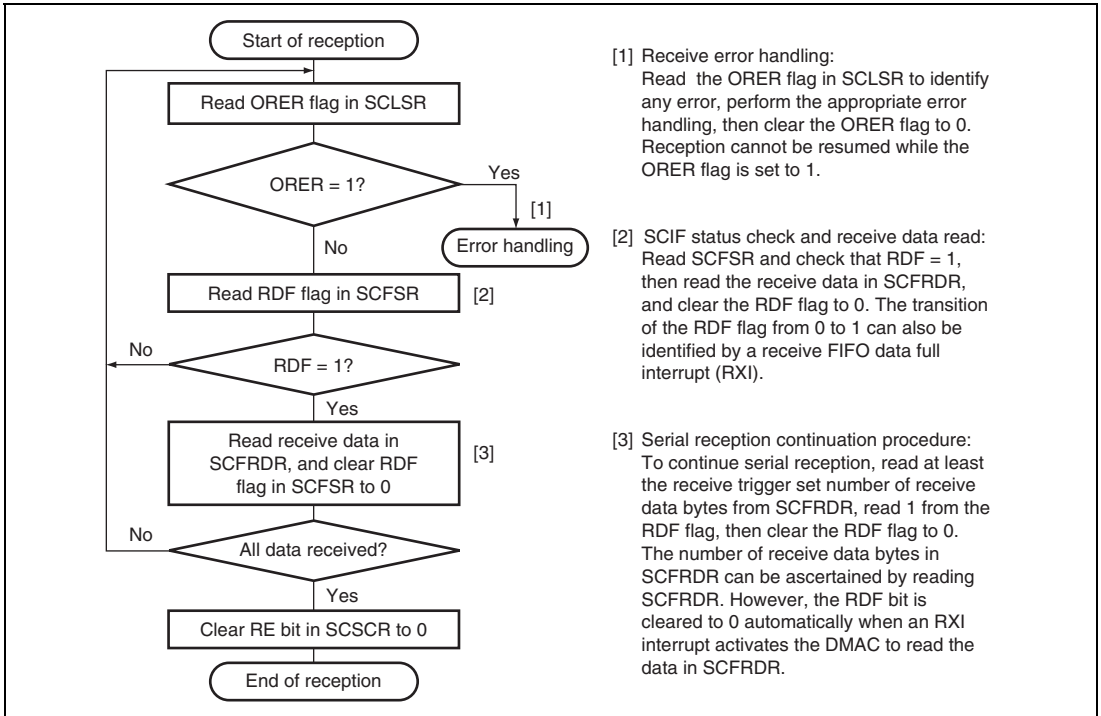 Start of reception
Read ORER flag in SCLSR
ORER = 1?
Yes
[1]
Error handling
No
Read RDF flag in SCFSR
[2]
No
RDF = 1?
Yes
Read receive data in
SCFRDR, and clear RDF
flag in SCFSR to 0
[3]
No
All data received?
Yes
Clear RE bit in SCSCR to 0
End of reception
[1] Receive error handling:
Read the ORER flag in SCLSR to identify
any error, perform the appropriate error
handling, then clear the ORER flag to 0.
Reception cannot be resumed while the
ORER flag is set to 1.
[2] SCIF status check and receive data read:
Read SCFSR and check that RDF = 1,
then read the receive data in SCFRDR,
and clear the RDF flag to 0. The transition
of the RDF flag from 0 to 1 can also be
identified by a receive FIFO data full
interrupt (RXI).
[3] Serial reception continuation procedure:
To continue serial reception, read at least
the receive trigger set number of receive
data bytes from SCFRDR, read 1 from the
RDF flag, then clear the RDF flag to 0.
The number of receive data bytes in
SCFRDR can be ascertained by reading
SCFRDR. However, the RDF bit is
cleared to 0 automatically when an RXI
interrupt activates the DMAC to read the
data in SCFRDR.